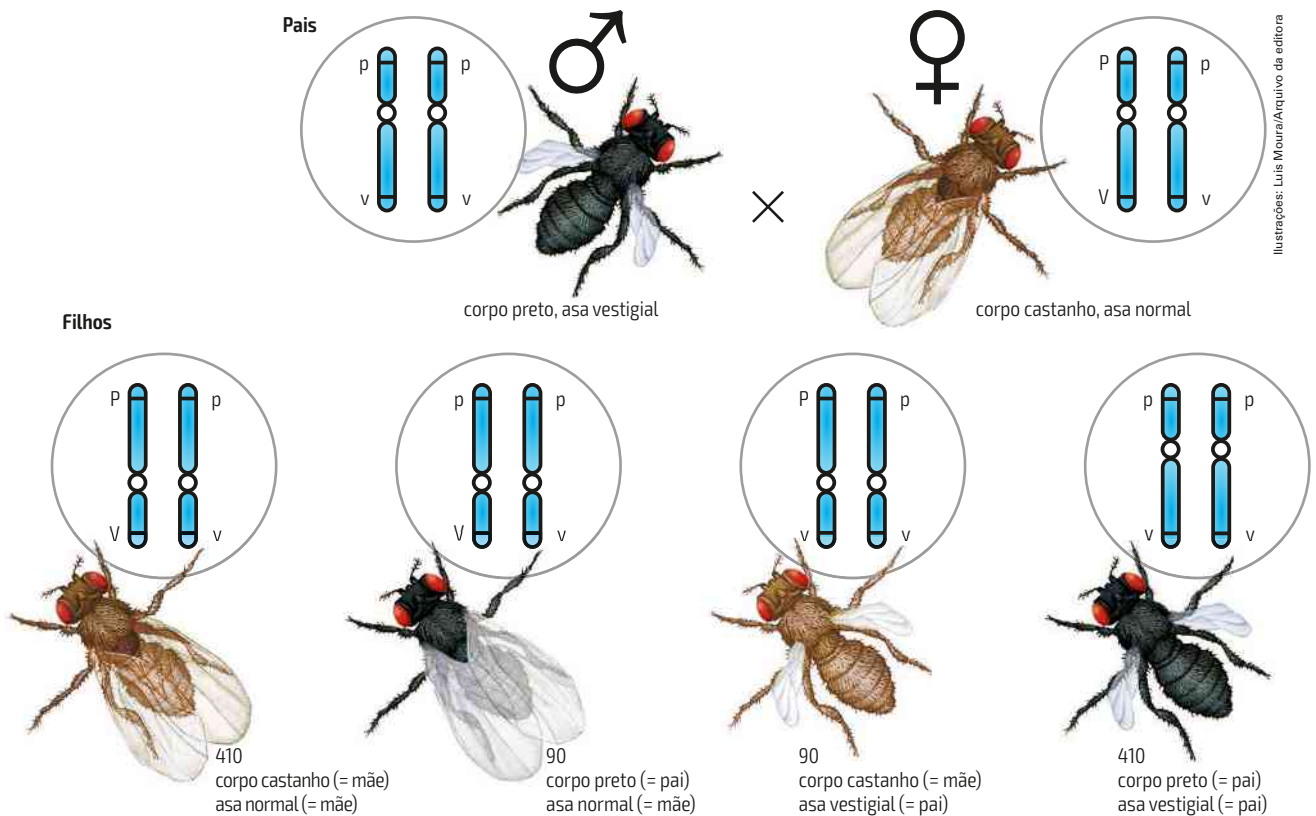 Pais
p p
v v
P p
V v
corpo preto, asa vestigial
corpo castanho, asa normal
Ilustrações: Luis Moura/Arquivo da editora
Filhos
P p
V v
p p
V v
P p
v v
p p
v v
410
corpo castanho (= mãe)
asa normal (= mãe)
90
corpo preto (= pai)
asa normal (= mãe)
90
corpo castanho (= mãe)
asa vestigial (= pai)
410
corpo preto (= pai)
asa vestigial (= pai)